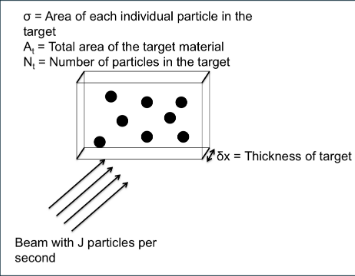 σ = Area of each individual particle in the
target
Aₜ = Total area of the target material
Nₜ = Number of particles in the target
δx = Thickness of target
Beam with J particles per
second